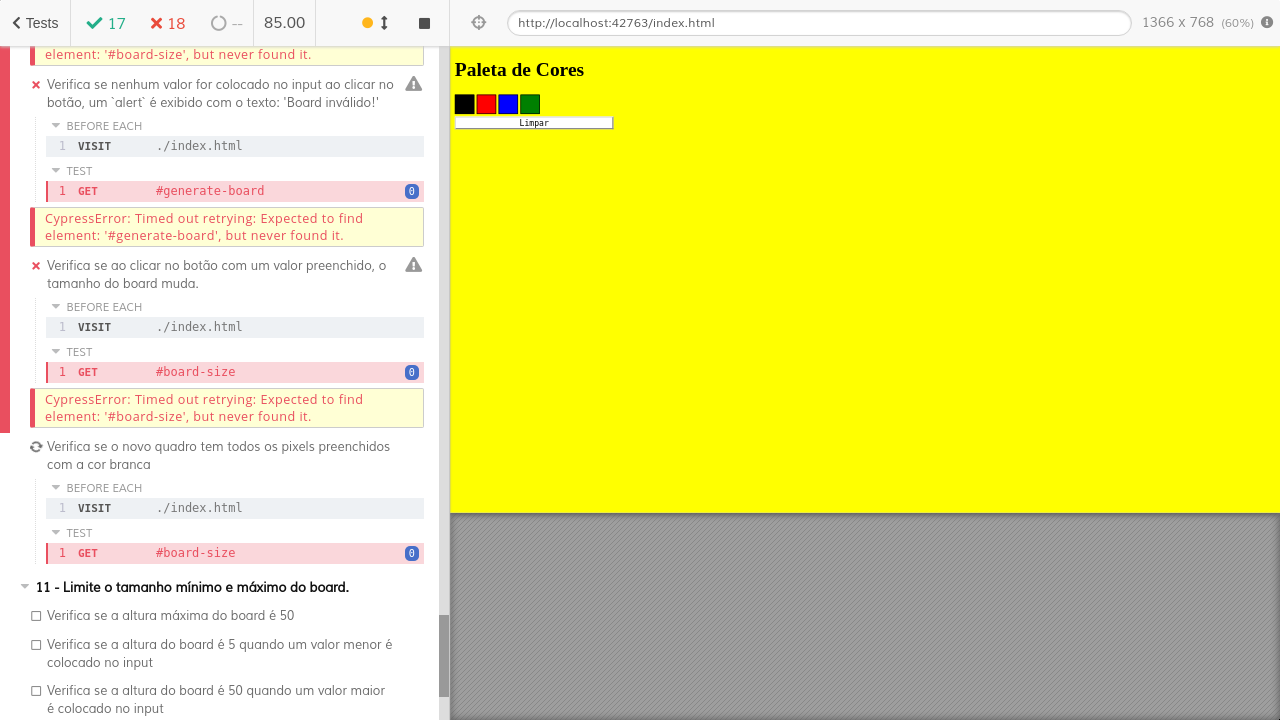 Tests
17
18
--
85.00
http://localhost:42763/index.html
1366 x 768 (60%)
element: '#board-size', but never found it.
Verifica se nenhum valor for colocado no input ao clicar no
botão, um `alert` é exibido com o texto: 'Board inválido!'
BEFORE EACH
1 VISIT ./index.html
TEST
1 GET #generate-board 0
CypressError: Timed out retrying: Expected to find
element: '#generate-board', but never found it.
Verifica se ao clicar no botão com um valor preenchido, o
tamanho do board muda.
BEFORE EACH
1 VISIT ./index.html
TEST
1 GET #board-size 0
CypressError: Timed out retrying: Expected to find
element: '#board-size', but never found it.
Verifica se o novo quadro tem todos os pixels preenchidos
com a cor branca
BEFORE EACH
1 VISIT ./index.html
TEST
1 GET #board-size 0
11 - Limite o tamanho mínimo e máximo do board.
Verifica se a altura máxima do board é 50
Verifica se a altura do board é 5 quando um valor menor é
colocado no input
Verifica se a altura do board é 50 quando um valor maior
é colocado no input
Paleta de Cores
Limpar